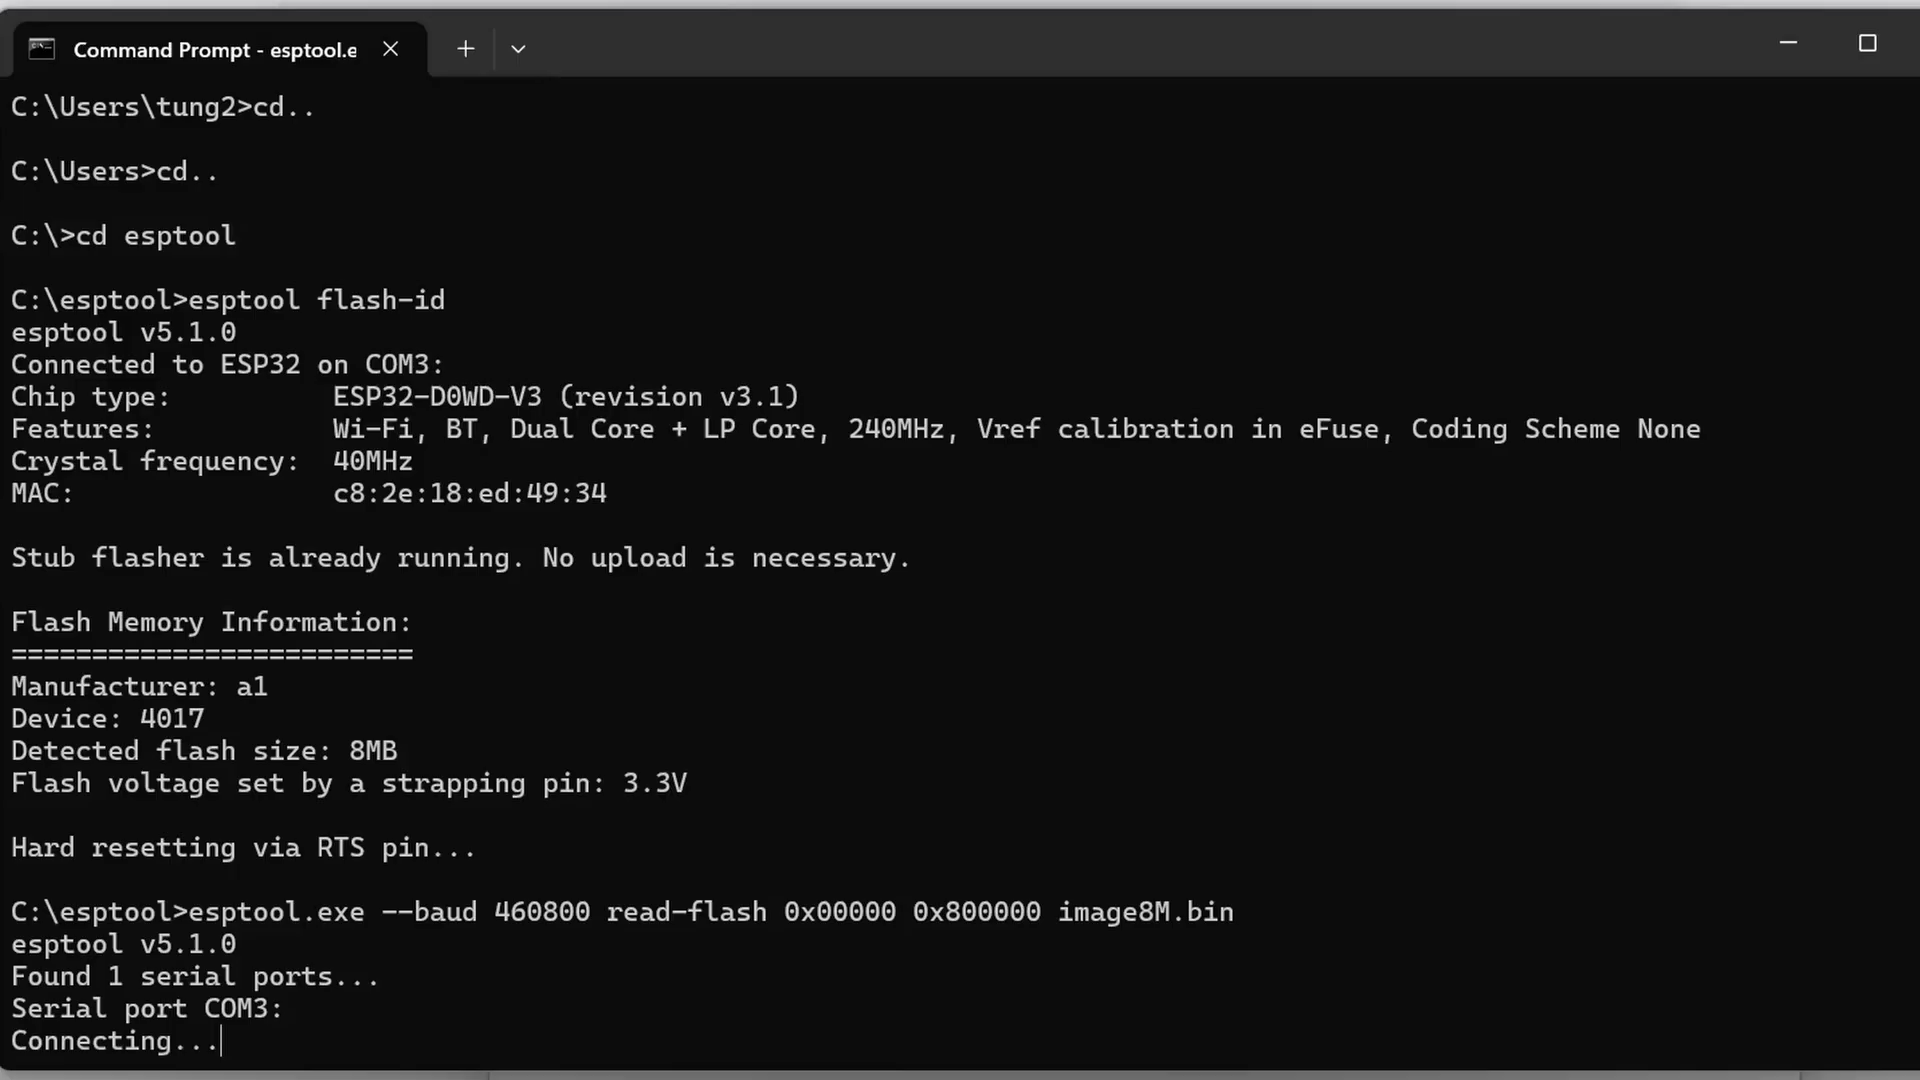 Command Prompt - esptool.e
C:\Users\tung2>cd..
C:\Users>cd..
C:\>cd esptool
C:\esptool>esptool flash-id
esptool v5.1.0
Connected to ESP32 on COM3:
Chip type: ESP32-D0WD-V3 (revision v3.1)
Features: Wi-Fi, BT, Dual Core + LP Core, 240MHz, Vref calibration in eFuse, Coding Scheme None
Crystal frequency: 40MHz
MAC: c8:2e:18:ed:49:34
Stub flasher is already running. No upload is necessary.
Flash Memory Information:
=========================
Manufacturer: a1
Device: 4017
Detected flash size: 8MB
Flash voltage set by a strapping pin: 3.3V
Hard resetting via RTS pin...
C:\esptool>esptool.exe --baud 460800 read-flash 0x00000 0x800000 image8M.bin
esptool v5.1.0
Found 1 serial ports...
Serial port COM3:
Connecting...